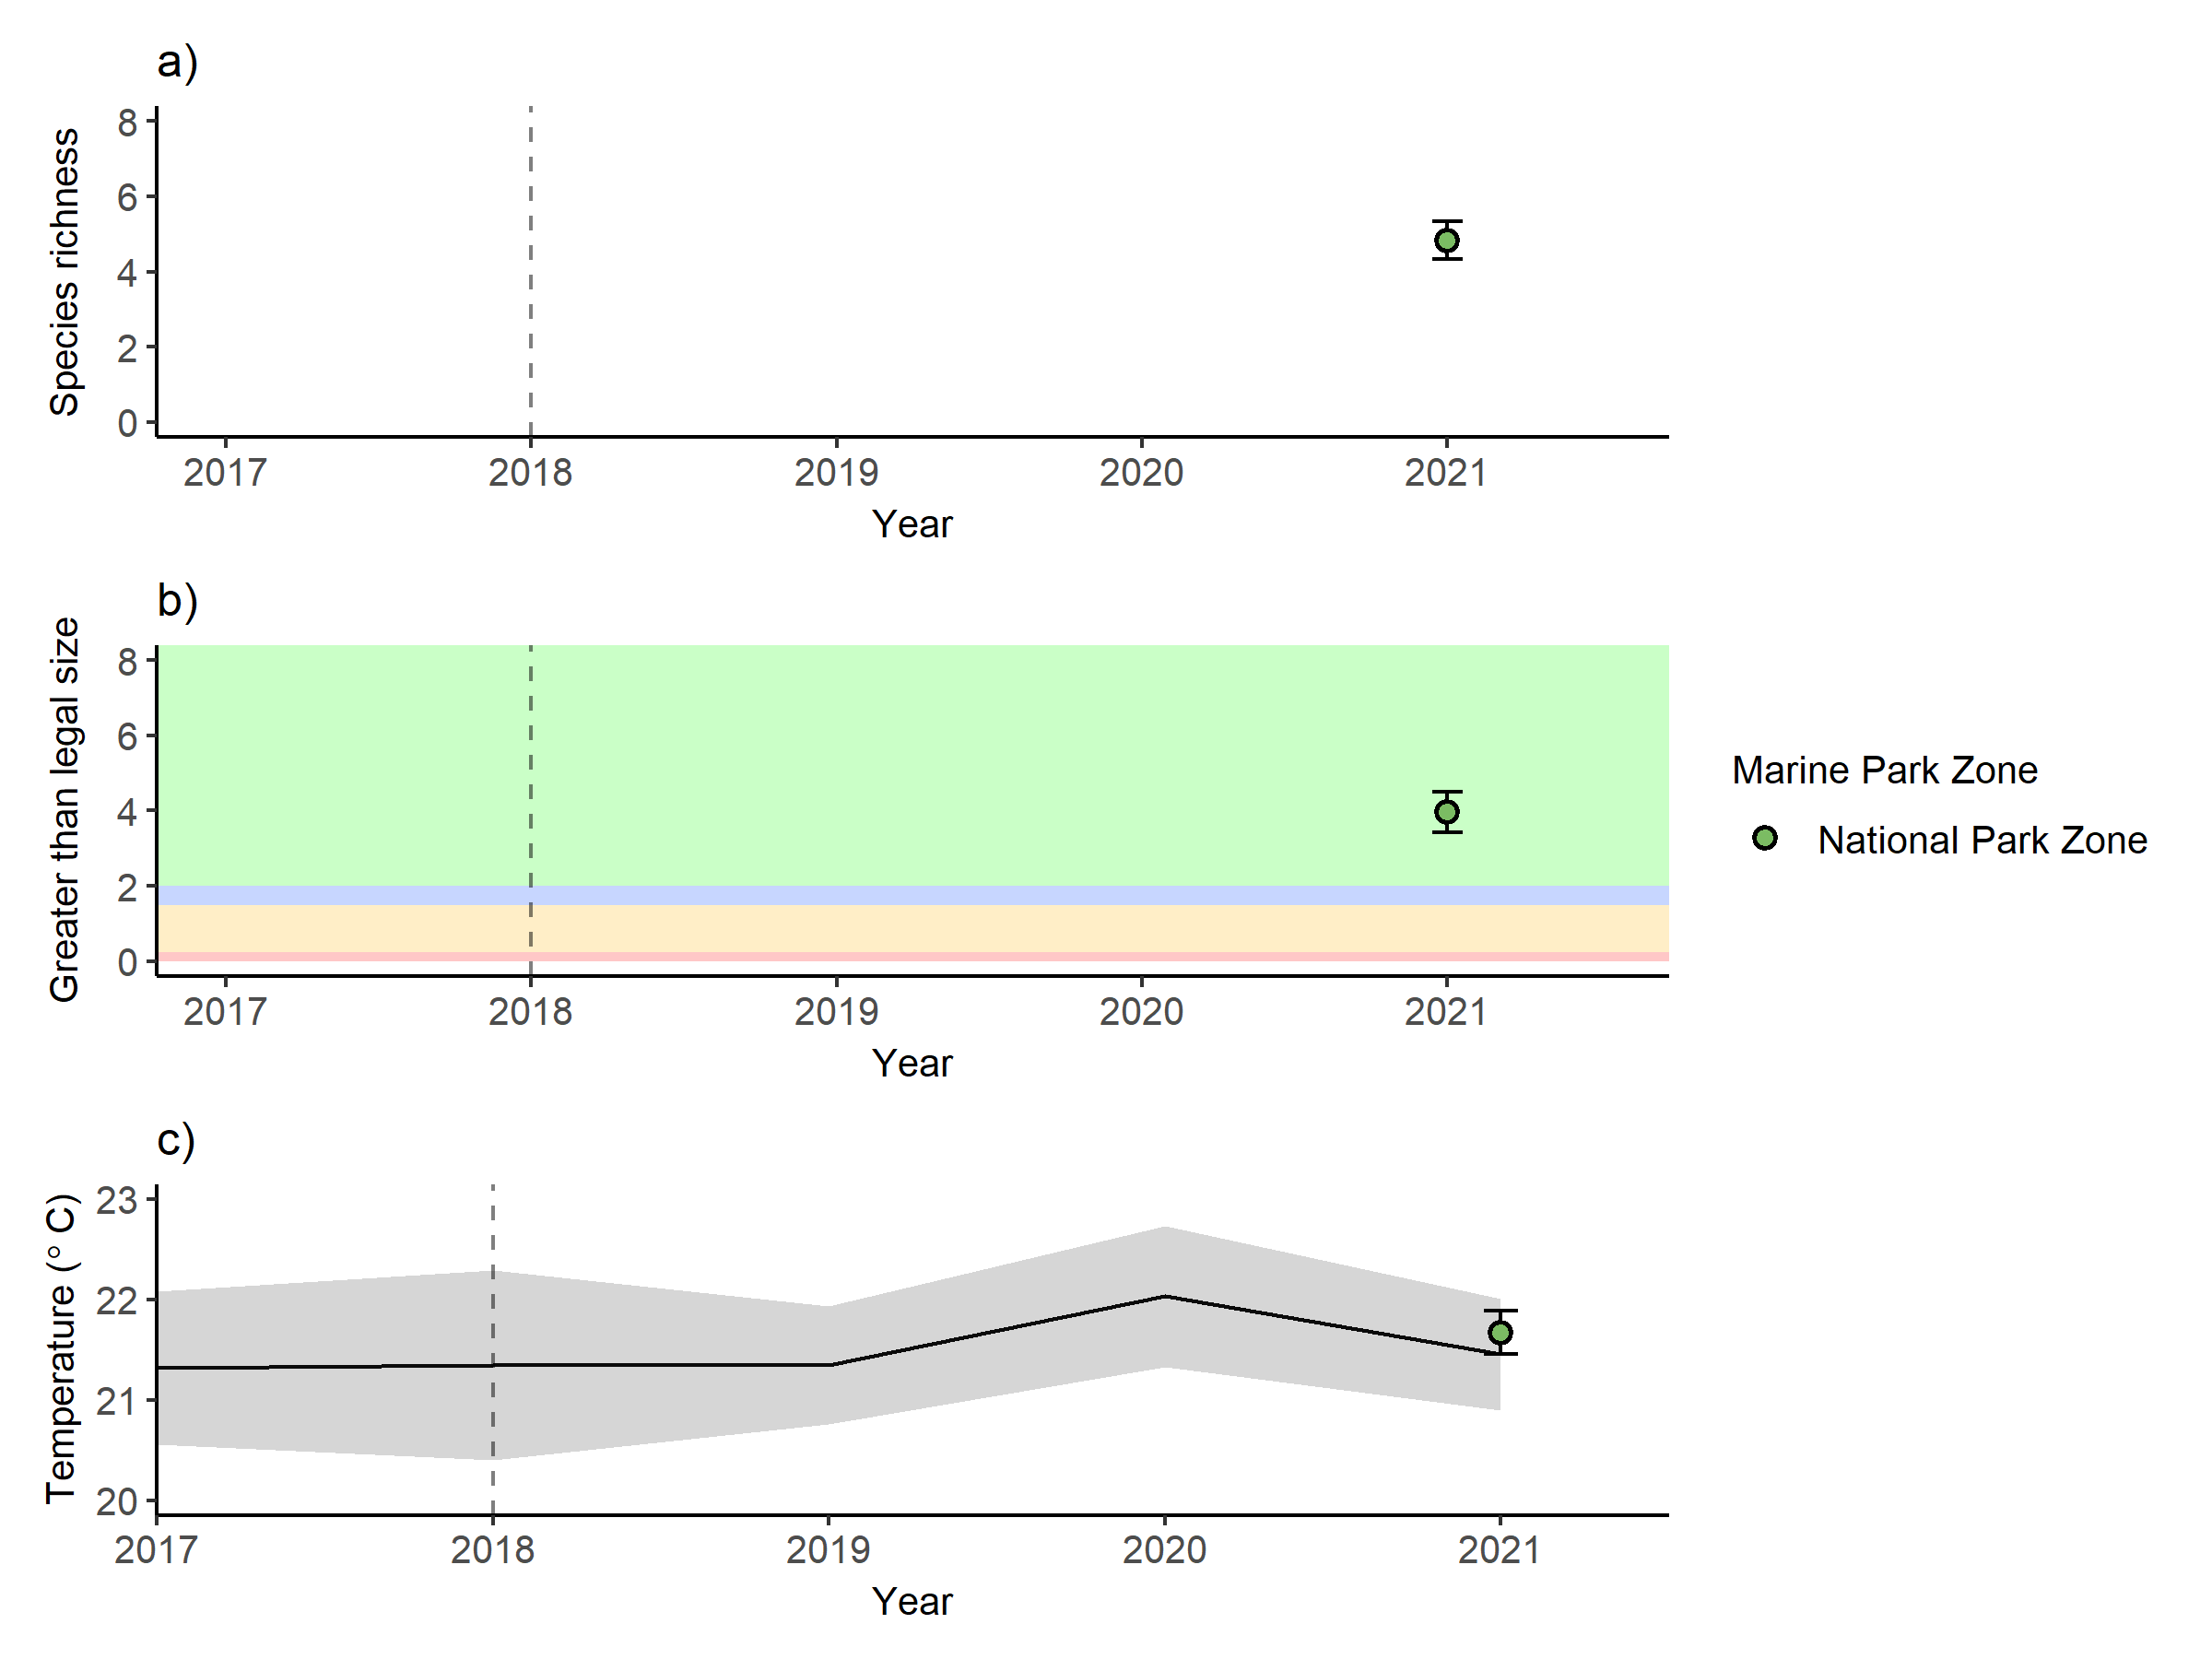 a)
Species richness
8
6
4
2
0
2017 2018 2019 2020 2021
Year
b)
Greater than legal size
8
6
4
2
0
2017 2018 2019 2020 2021
Year
Marine Park Zone
National Park Zone
c)
Temperature (° C)
23
22
21
20
2017 2018 2019 2020 2021
Year